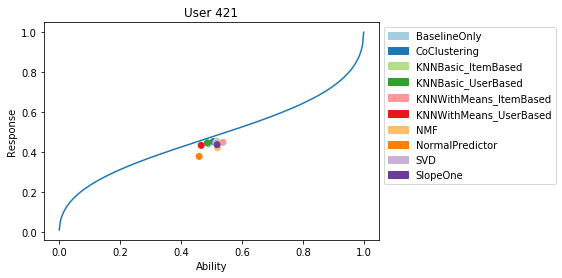 User 421
Response
1.0
0.8
0.6
0.4
0.2
0.0
0.0 0.2 0.4 0.6 0.8 1.0
Ability
BaselineOnly
CoClustering
KNNBasic_ItemBased
KNNBasic_UserBased
KNNWithMeans_ItemBased
KNNWithMeans_UserBased
NMF
NormalPredictor
SVD
SlopeOne